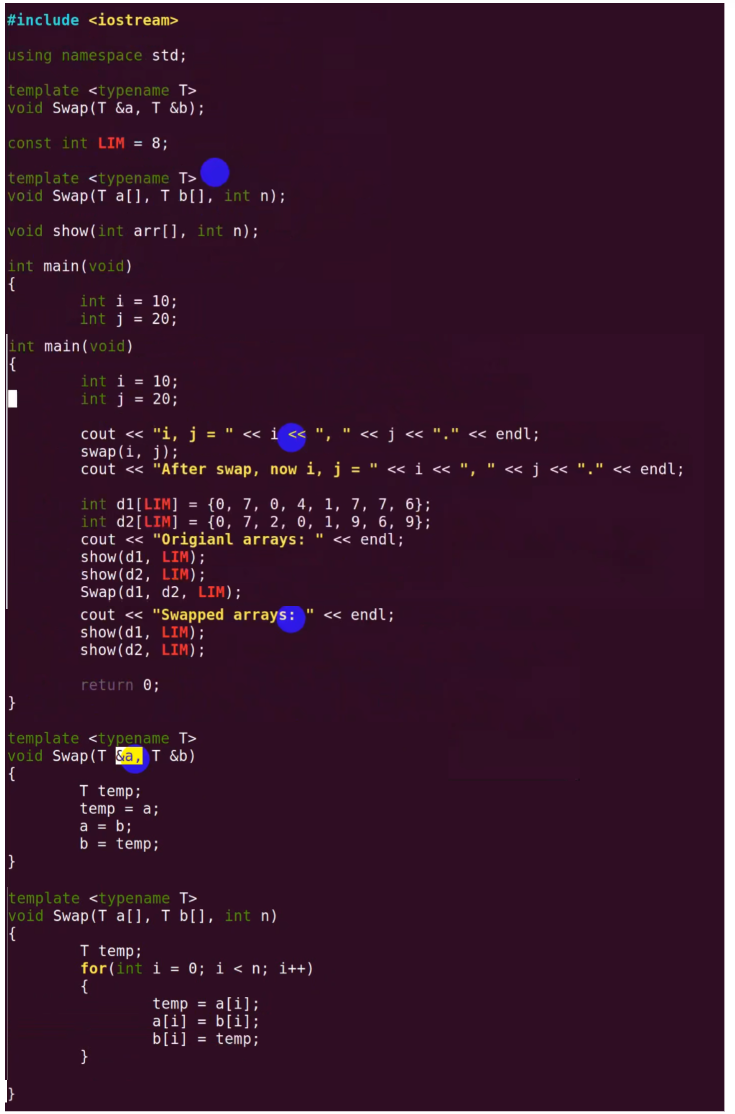 #include <iostream>
using namespace std;
template <typename T>
void Swap(T &a, T &b);
const int LIM = 8;
template <typename T>
void Swap(T a[], T b[], int n);
void show(int arr[], int n);
int main(void)
{
        int i = 10;
        int j = 20;
int main(void)
{
        int i = 10;
        int j = 20;
        cout << "i, j = " << i << ", " << j << "." << endl;
        swap(i, j);
        cout << "After swap, now i, j = " << i << ", " << j << "." << endl;
        int d1[LIM] = {0, 7, 0, 4, 1, 7, 7, 6};
        int d2[LIM] = {0, 7, 2, 0, 1, 9, 6, 9};
        cout << "Origianl arrays: " << endl;
        show(d1, LIM);
        show(d2, LIM);
        Swap(d1, d2, LIM);
        cout << "Swapped arrays: " << endl;
        show(d1, LIM);
        show(d2, LIM);
        return 0;
}
template <typename T>
void Swap(T &a, T &b)
{
        T temp;
        temp = a;
        a = b;
        b = temp;
}
template <typename T>
void Swap(T a[], T b[], int n)
{
        T temp;
        for(int i = 0; i < n; i++)
        {
                temp = a[i];
                a[i] = b[i];
                b[i] = temp;
        }
}